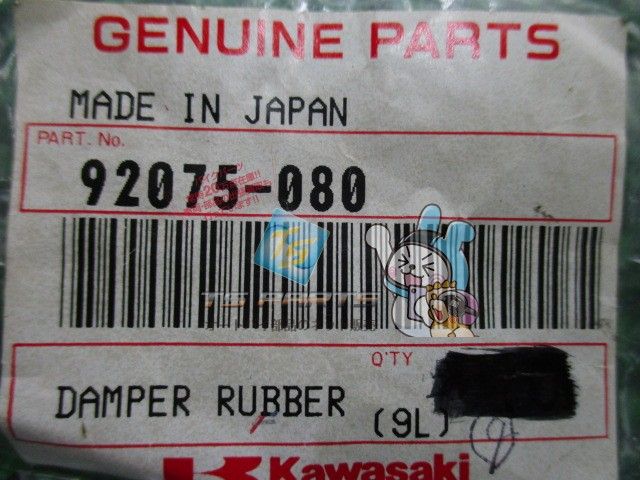 GENUINE PARTS
MADE IN JAPAN
PART. No.
92075-080
TS PARTS
Q'TY
DAMPER RUBBER (9L)
Kawasaki